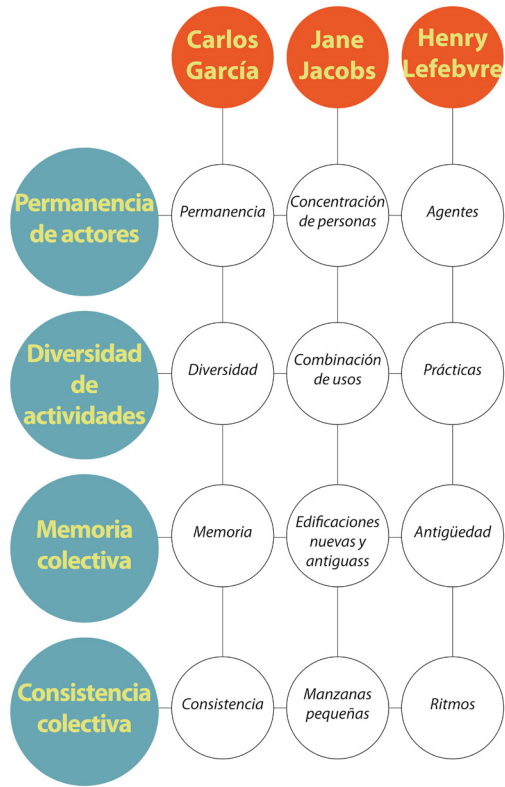 Carlos
García
Jane
Jacobs
Henry
Lefebvre
Permanencia
de actores
Permanencia
Concentración
de personas
Agentes
Diversidad
de
actividades
Diversidad
Combinación
de usos
Prácticas
Memoria
colectiva
Memoria
Edificaciones
nuevas y
antiguass
Antigüedad
Consistencia
colectiva
Consistencia
Manzanas
pequeñas
Ritmos